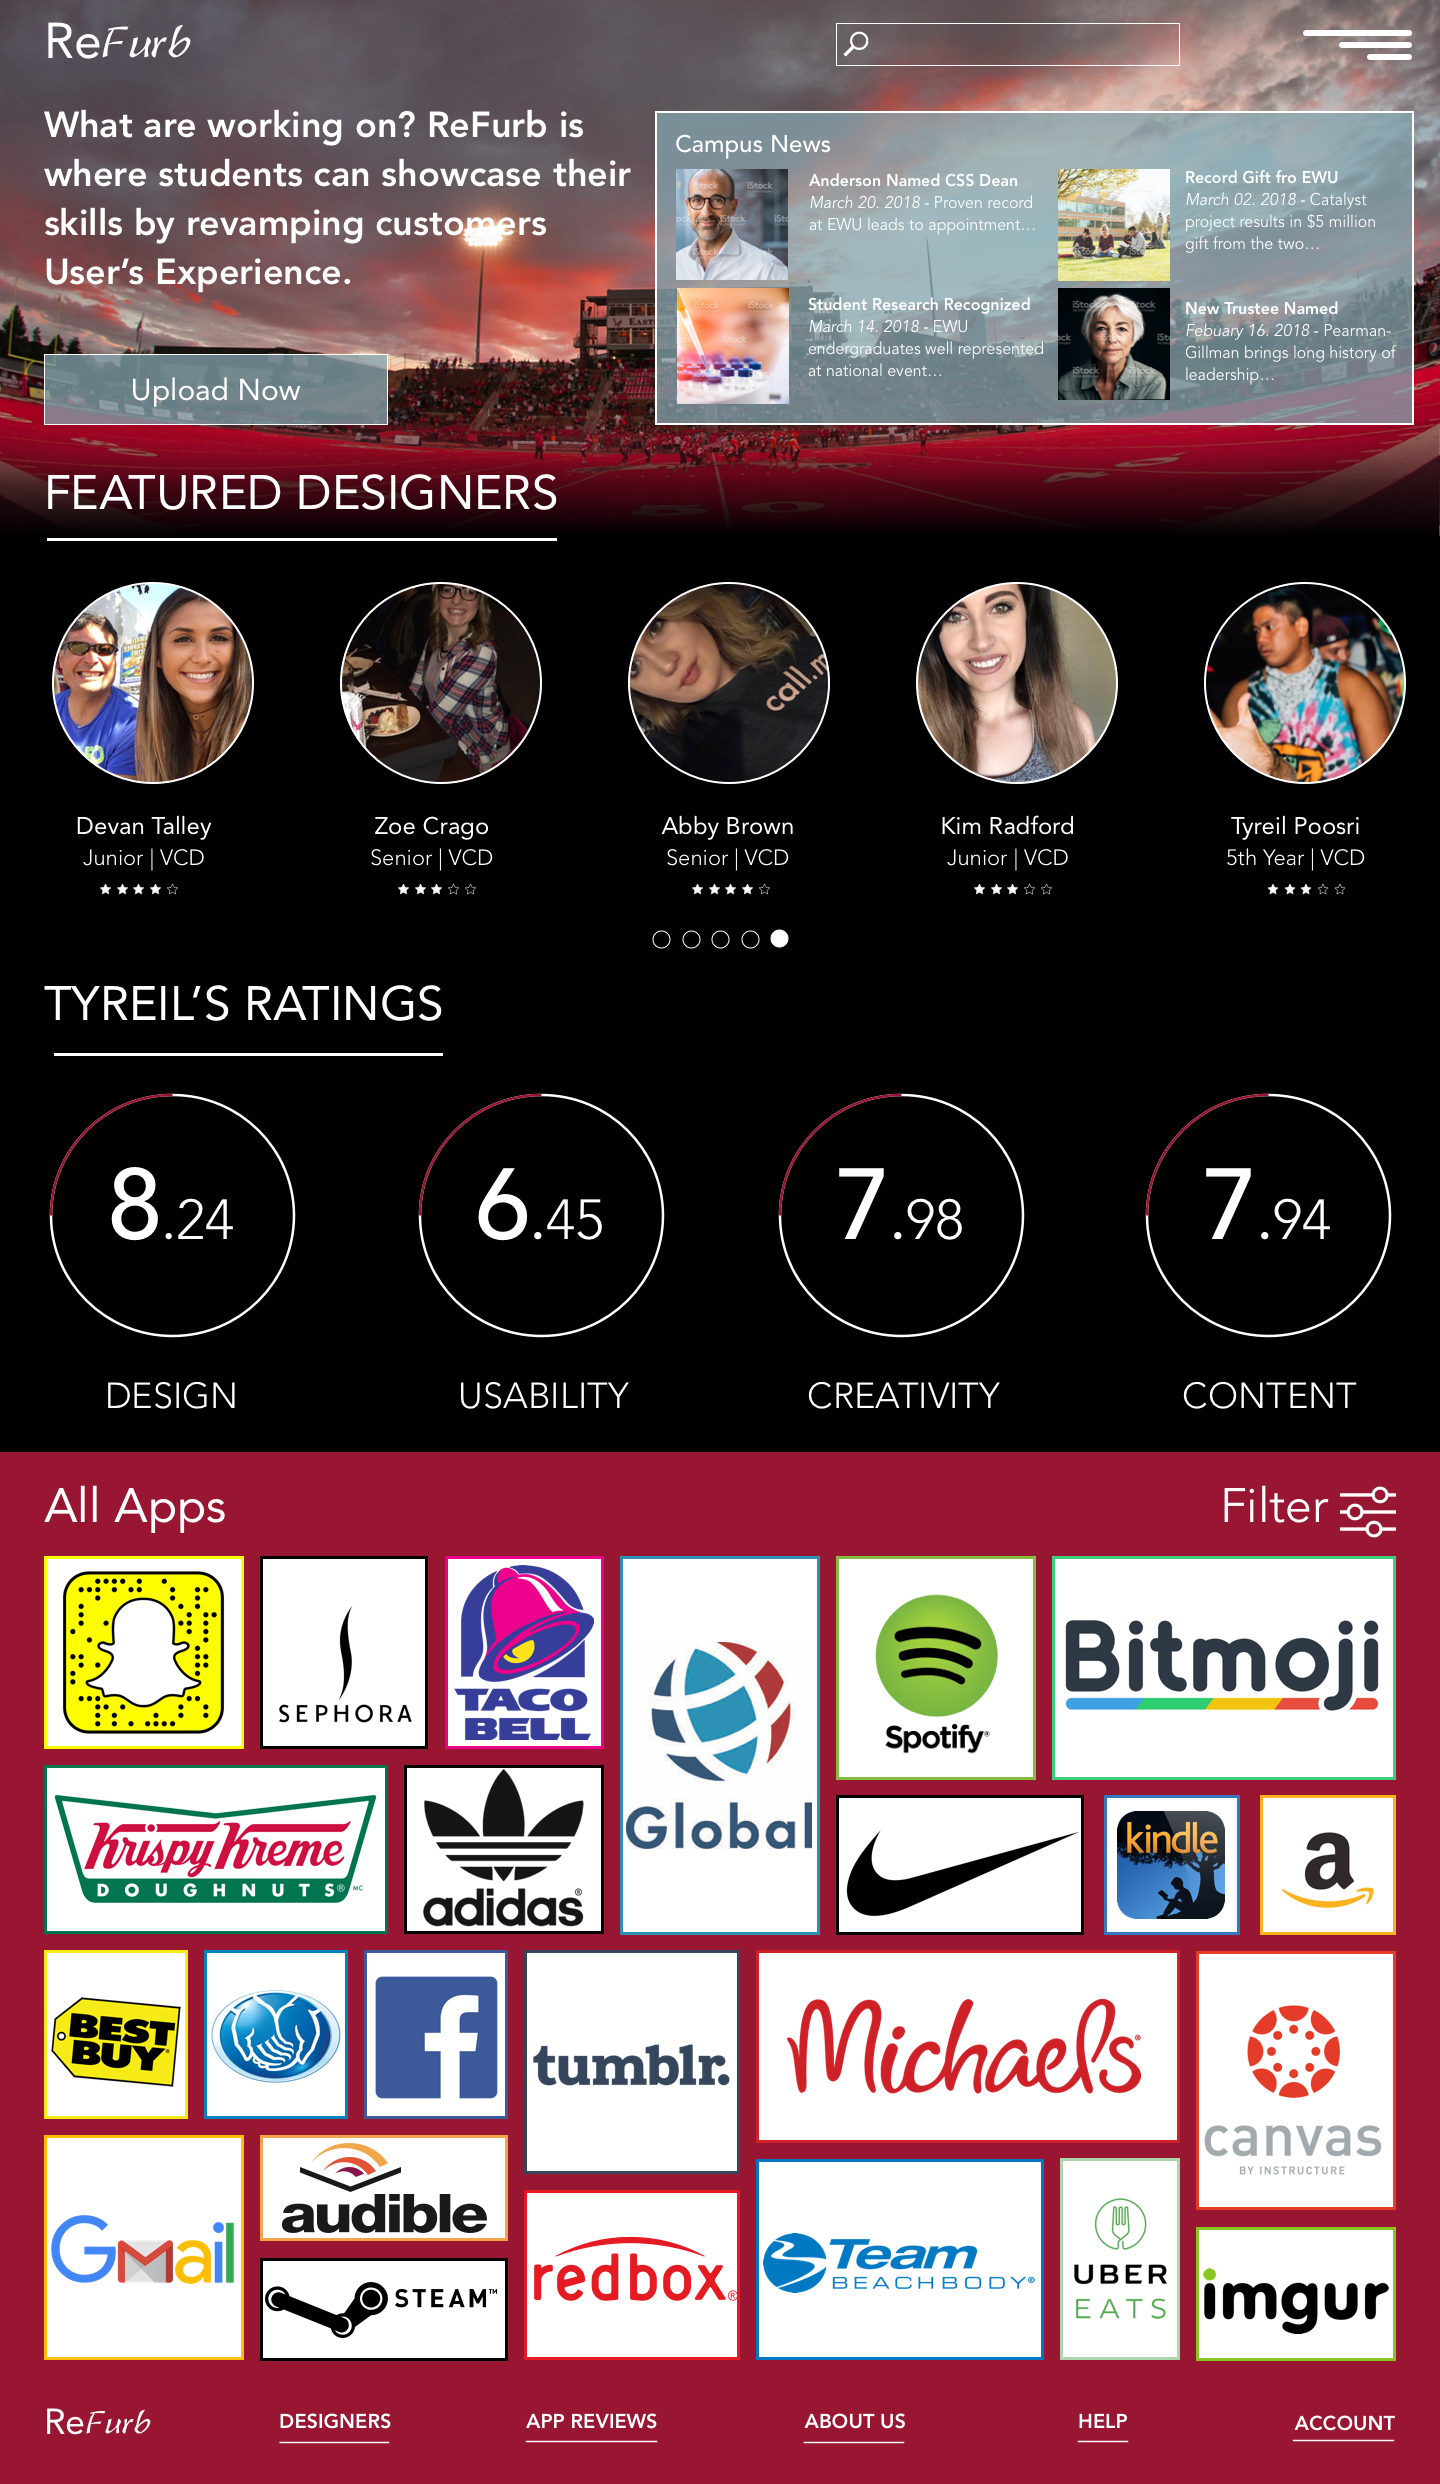 ReFurb
What are working on? ReFurb is
where students can showcase their
skills by revamping customers
User's Experience.
Upload Now
Campus News
Anderson Named CSS Dean
March 20. 2018 - Proven record
at EWU leads to appointment...
Record Gift fro EWU
March 02. 2018 - Catalyst
project results in $5 million
gift from the two...
Student Research Recognized
March 14. 2018 - EWU
endergraduates well represented
at national event...
New Trustee Named
Febuary 16. 2018 - Pearman-
Gillman brings long history of
leadership...
iStock
iStock
iStock
iStock
FEATURED DESIGNERS
call.m
Devan Talley
Junior | VCD
Zoe Crago
Senior | VCD
Abby Brown
Senior | VCD
Kim Radford
Junior | VCD
Tyreil Poosri
5th Year | VCD
TYREIL'S RATINGS
8.24
6.45
7.98
7.94
DESIGN
USABILITY
CREATIVITY
CONTENT
All Apps
Filter
SEPHORA
TACO
BELL
Global
Spotify®
Bitmoji
Krispy Kreme
DOUGHNUTS® MC
adidas®
kindle
a
BEST
BUY
f
tumblr.
Michaels®
canvas
BY INSTRUCTURE
Gmail
audible
STEAM™
redbox®
Team
BEACHBODY®
UBER
EATS
imgur
ReFurb
DESIGNERS
APP REVIEWS
ABOUT US
HELP
ACCOUNT